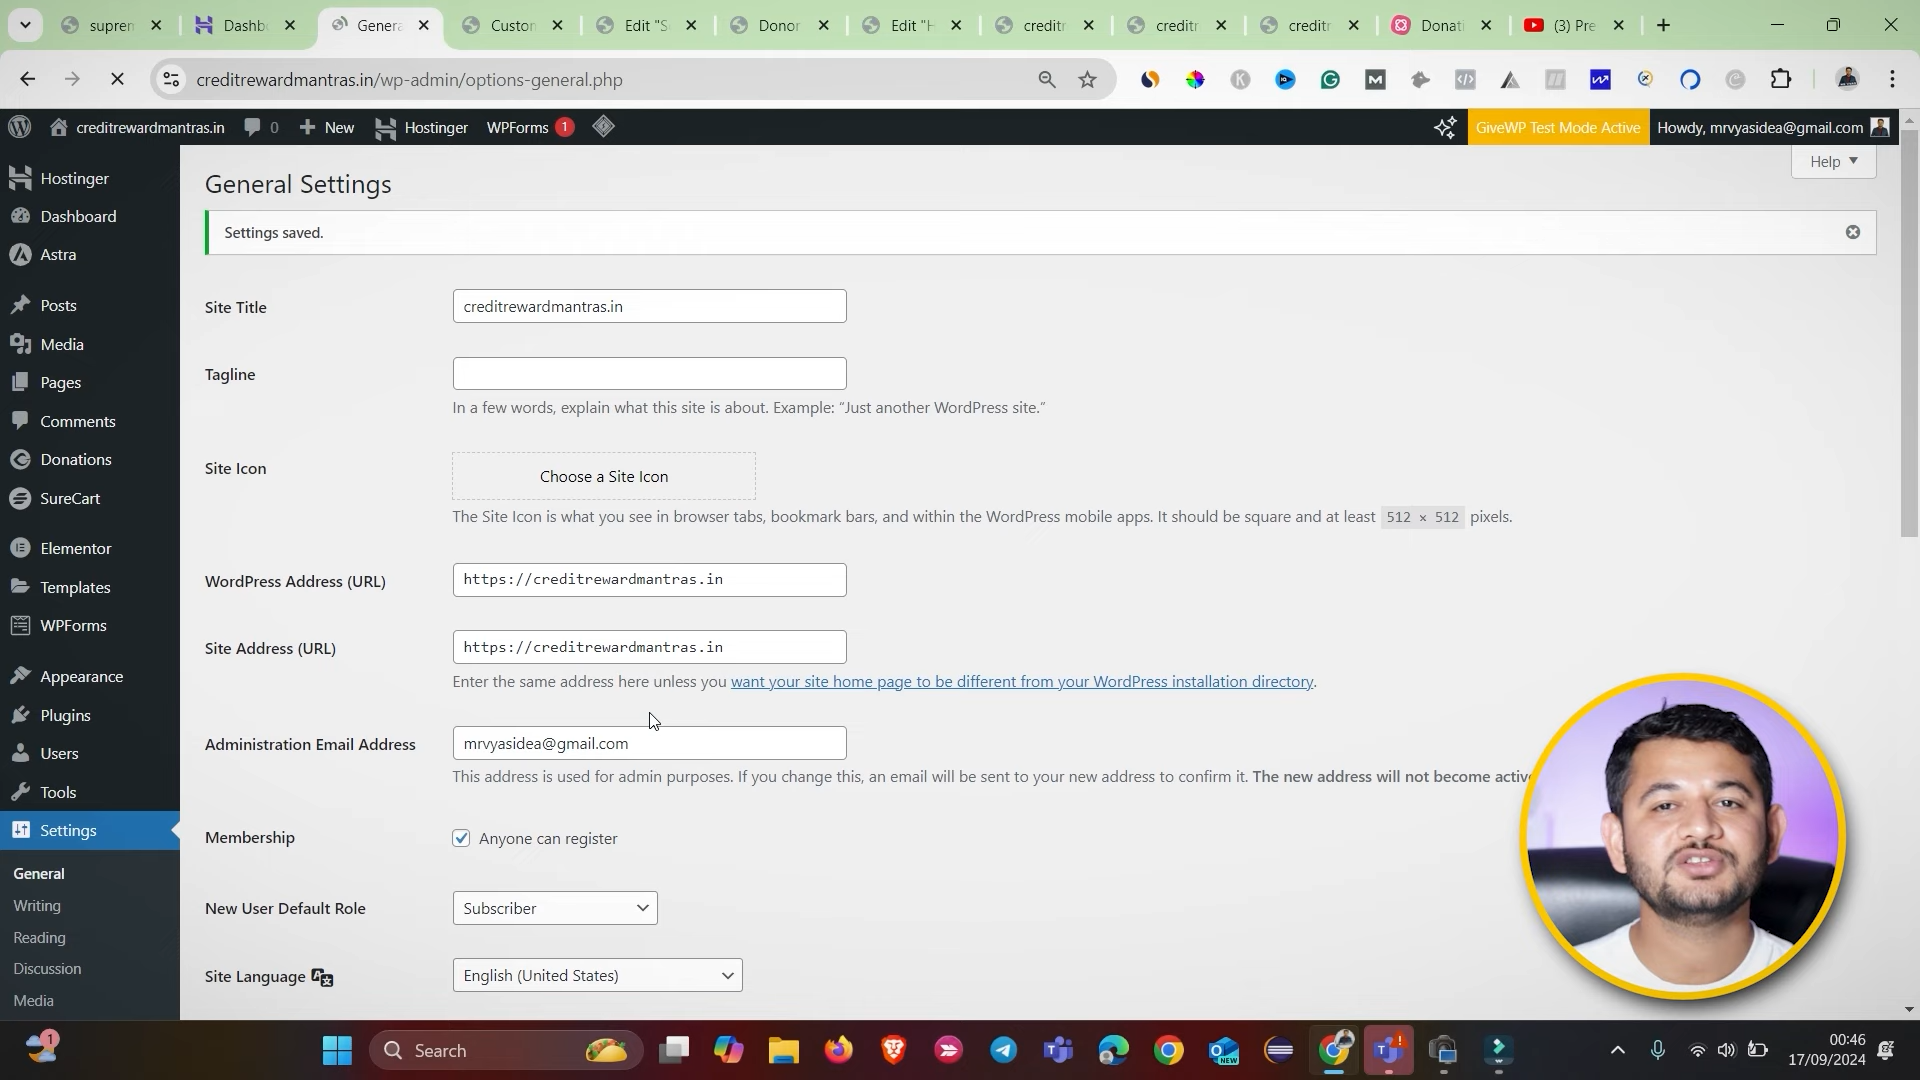 suprem
Dashb
Genera
Custon
Edit "S
Donor
Edit "H
creditr
creditr
creditr
Donati
(3) Pre
creditrewardmantras.in/wp-admin/options-general.php
creditrewardmantras.in
0
New
Hostinger
WPForms 1
GiveWP Test Mode Active
Howdy, mrvyasidea@gmail.com
Hostinger
Dashboard
Astra
Posts
Media
Pages
Comments
Donations
SureCart
Elementor
Templates
WPForms
Appearance
Plugins
Users
Tools
Settings
General
Writing
Reading
Discussion
Media
Help
General Settings
Settings saved.
Site Title
creditrewardmantras.in
Tagline
In a few words, explain what this site is about. Example: “Just another WordPress site.”
Site Icon
Choose a Site Icon
The Site Icon is what you see in browser tabs, bookmark bars, and within the WordPress mobile apps. It should be square and at least 512 × 512 pixels.
WordPress Address (URL)
https://creditrewardmantras.in
Site Address (URL)
https://creditrewardmantras.in
Enter the same address here unless you want your site home page to be different from your WordPress installation directory.
Administration Email Address
mrvyasidea@gmail.com
This address is used for admin purposes. If you change this, an email will be sent to your new address to confirm it. The new address will not become active
Membership
Anyone can register
New User Default Role
Subscriber
Site Language
English (United States)
1
Search
NEW
00:46
17/09/2024